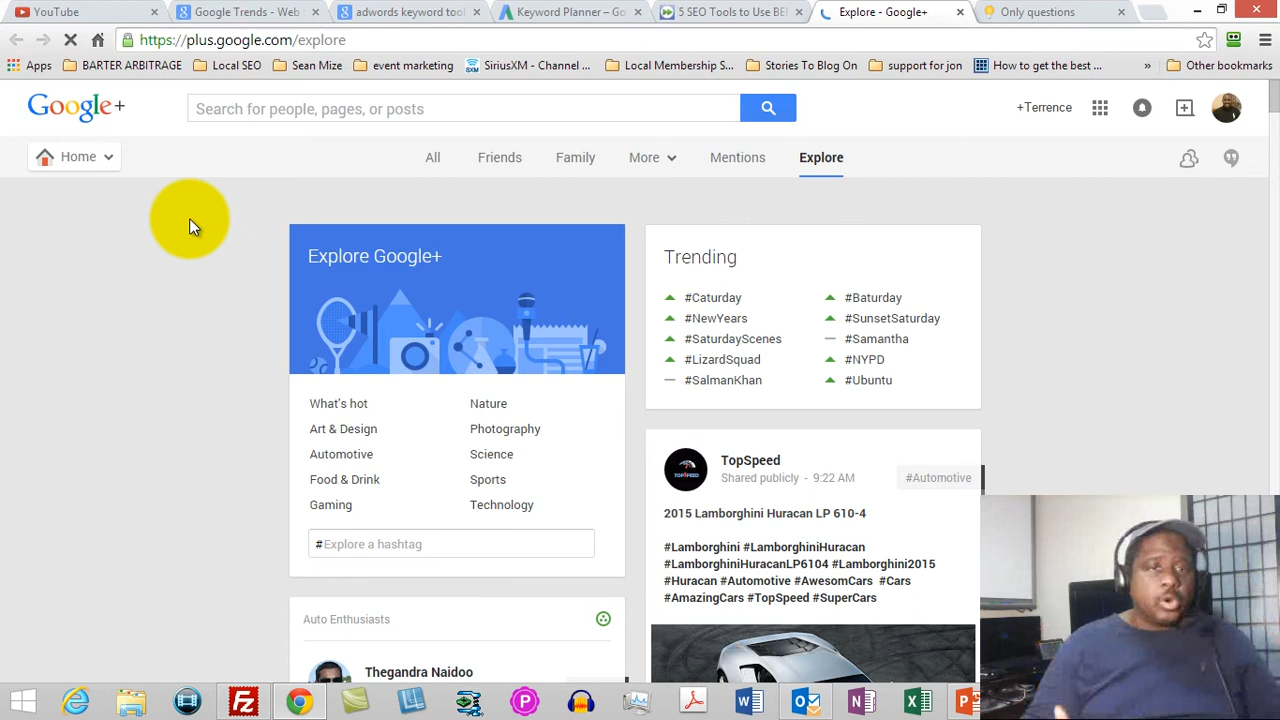 YouTube
Google Trends - Web
adwords keyword tool
Keyword Planner – Go
5 SEO Tools to Use BE
Explore - Google+
Only questions
https://plus.google.com/explore
Apps
BARTER ARBITRAGE
Local SEO
Sean Mize
event marketing
SiriusXM - Channel ...
Local Membership S...
Stories To Blog On
support for jon
How to get the best ...
»
Other bookmarks
Google+
Search for people, pages, or posts
+Terrence
Home
All
Friends
Family
More
Mentions
Explore
Explore Google+
What's hot
Nature
Art & Design
Photography
Automotive
Science
Food & Drink
Sports
Gaming
Technology
#Explore a hashtag
Auto Enthusiasts
Thegandra Naidoo
Trending
#Caturday
#Baturday
#NewYears
#SunsetSaturday
#SaturdayScenes
#Samantha
#LizardSquad
#NYPD
#SalmanKhan
#Ubuntu
TopSpeed
Shared publicly - 9:22 AM
#Automotive
2015 Lamborghini Huracan LP 610-4
#Lamborghini #LamborghiniHuracan
#LamborghiniHuracanLP6104 #Lamborghini2015
#Huracan #Automotive #AwesomCars #Cars
#AmazingCars #TopSpeed #SuperCars